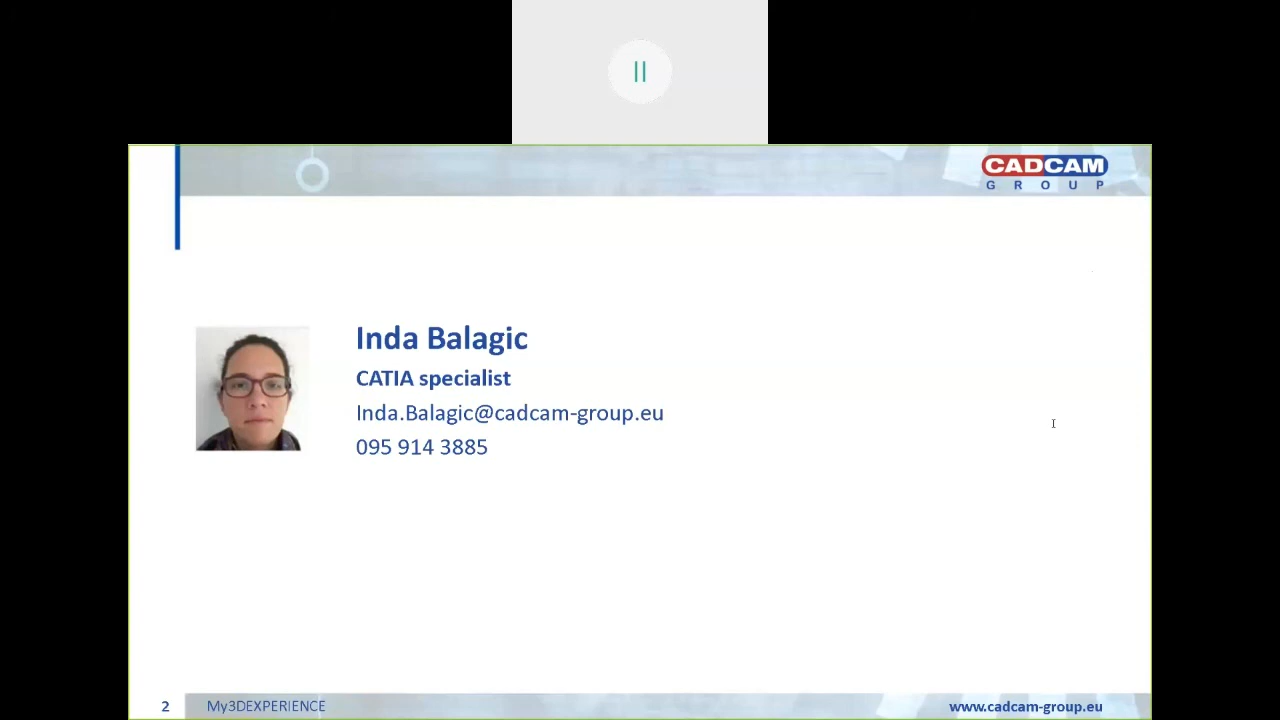 CADCAM
GROUP
Inda Balagic
CATIA specialist
Inda.Balagic@cadcam-group.eu
095 914 3885
2 My3DEXPERIENCE www.cadcam-group.eu